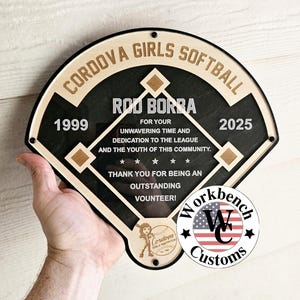 CORDOVA GIRLS SOFTBALL
ROD BORBA
1999
2025
FOR YOUR
UNWAVERING TIME AND
DEDICATION TO THE LEAGUE
AND THE YOUTH OF THIS COMMUNITY.
THANK YOU FOR BEING AN
OUTSTANDING
VOUNTEER!
Workbench
WC
Customs